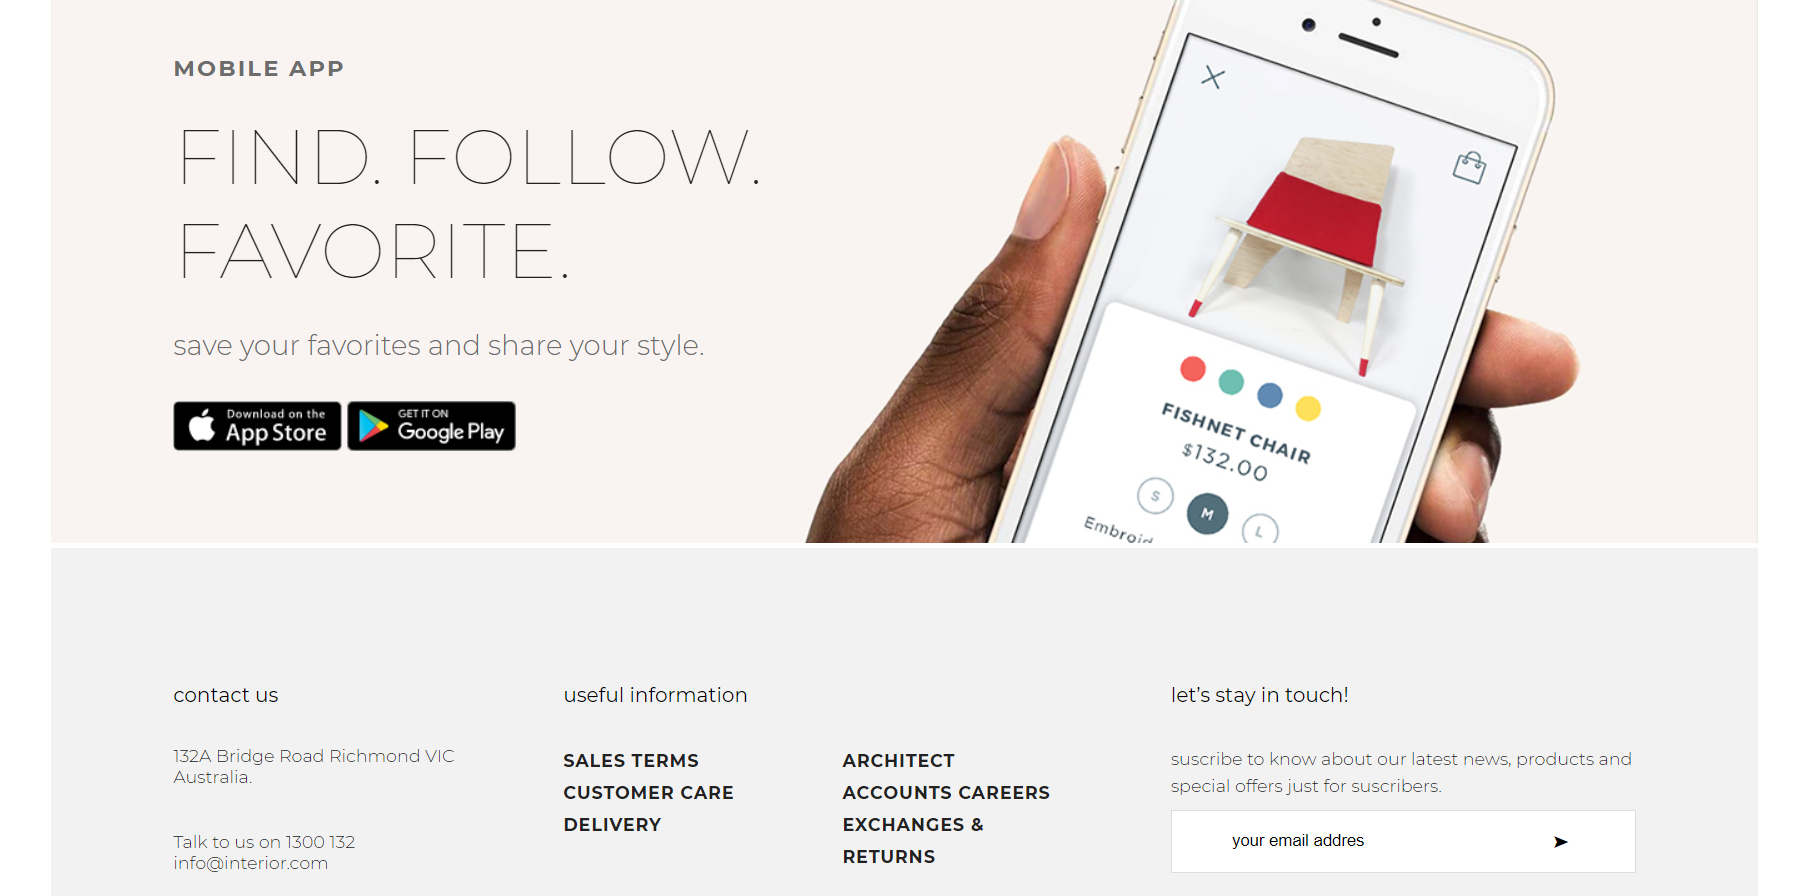 MOBILE APP
FIND. FOLLOW.
FAVORITE.
save your favorites and share your style.
Download on the
App Store
GET IT ON
Google Play
FISHNET CHAIR
$132.00
S
M
L
Embroid
contact us
132A Bridge Road Richmond VIC
Australia.
Talk to us on 1300 132
info@interior.com
useful information
SALES TERMS
CUSTOMER CARE
DELIVERY
ARCHITECT
ACCOUNTS CAREERS
EXCHANGES &
RETURNS
let's stay in touch!
suscribe to know about our latest news, products and
special offers just for suscribers.
your email addres